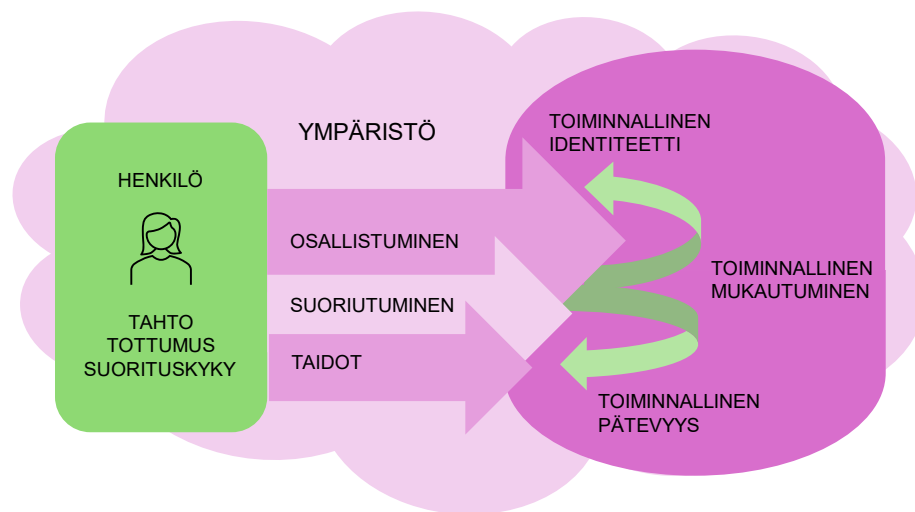 YMPÄRISTÖ
HENKILÖ
TAHTO
TOTTUMUS
SUORITUSKYKY
OSALLISTUMINEN
SUORIUTUMINEN
TAIDOT
TOIMINNALLINEN
IDENTITEETTI
TOIMINNALLINEN
MUKAUTUMINEN
TOIMINNALLINEN
PÄTEVYYS